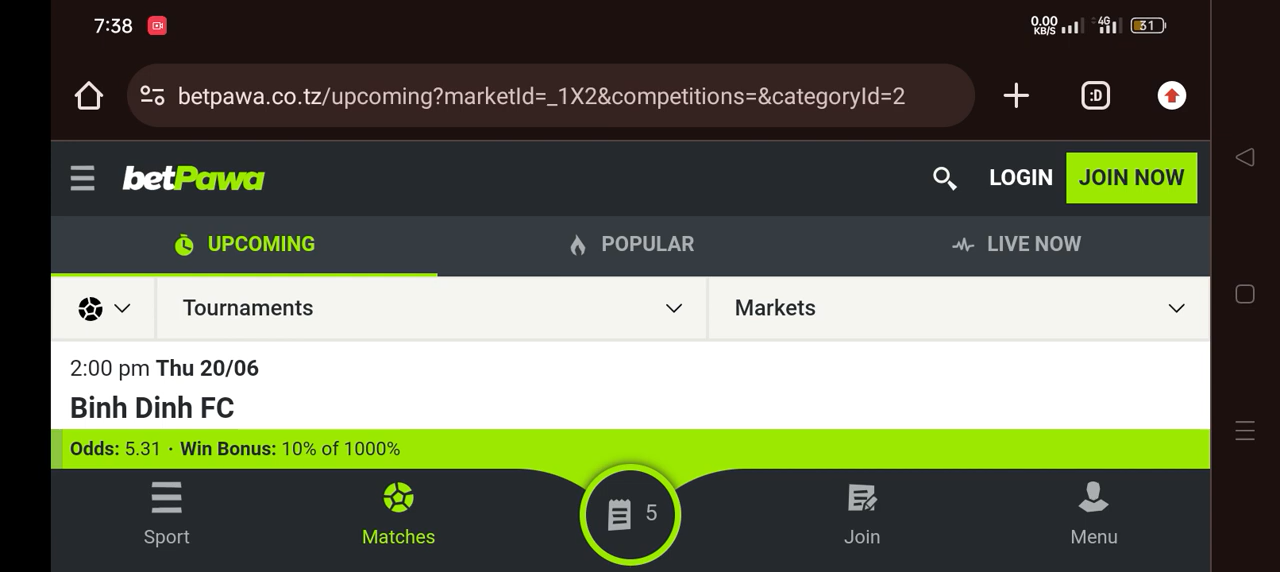 7:38
0.00 KB/S 4G 31
betpawa.co.tz/upcoming?marketId=_1X2&competitions=&categoryId=2
:D
betPawa
LOGIN
JOIN NOW
UPCOMING
POPULAR
LIVE NOW
Tournaments
Markets
2:00 pm Thu 20/06
Binh Dinh FC
Odds: 5.31 · Win Bonus: 10% of 1000%
5
Sport
Matches
Join
Menu